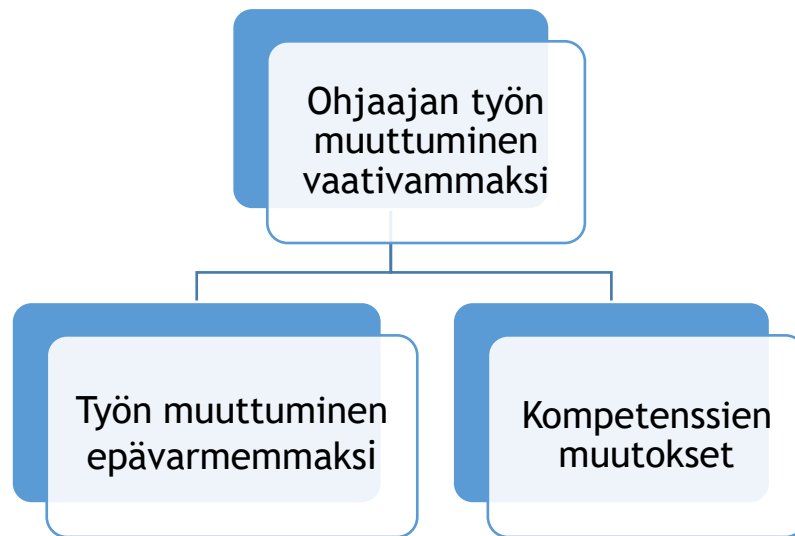 Ohjaajan työn
muuttuminen
vaativammaksi
Työn muuttuminen
epävarmemmaksi
Kompetenssien
muutokset